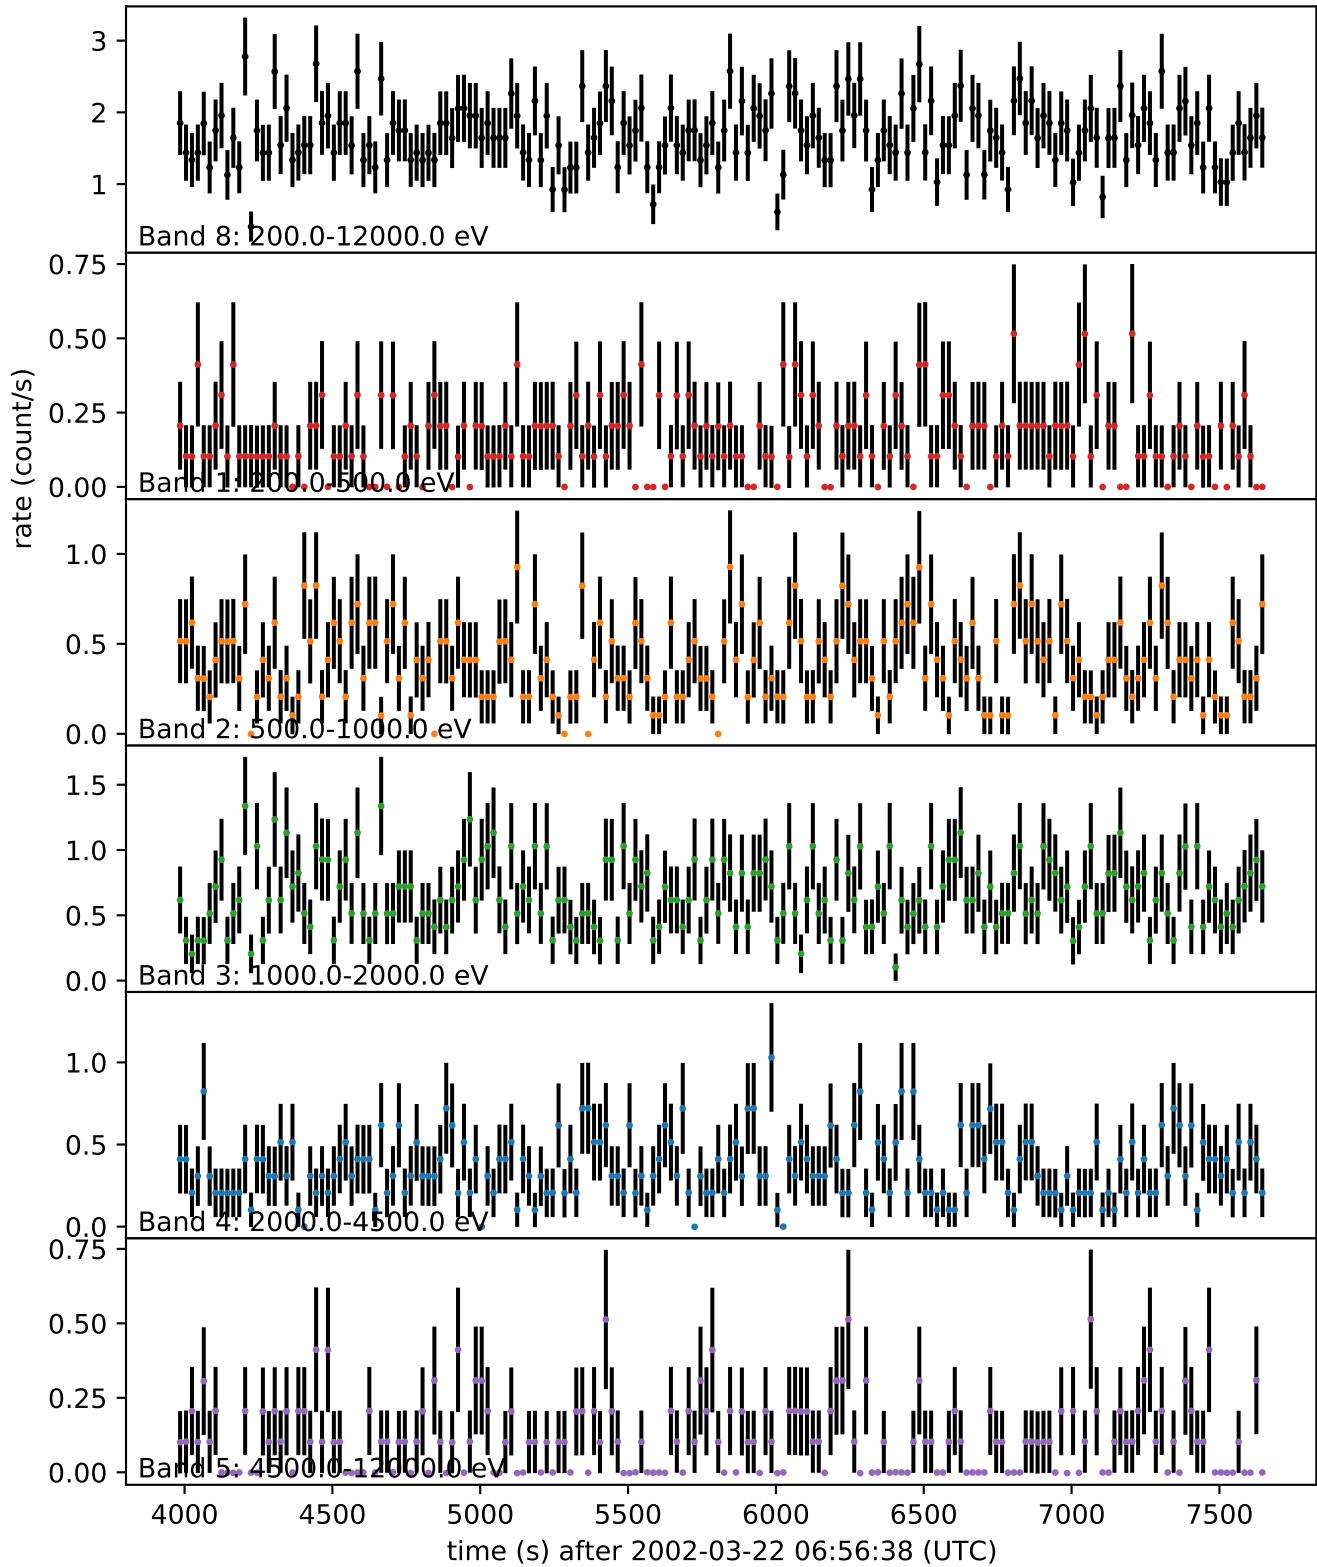 3
2
1
Band 8: 200.0-12000.0 eV
0.75
0.50
0.25
0.00
Band 1: 200.0-500.0 eV
rate (count/s)
1.0
0.5
0.0
Band 2: 500.0-1000.0 eV
1.5
1.0
0.5
0.0
Band 3: 1000.0-2000.0 eV
1.0
0.5
0.0
Band 4: 2000.0-4500.0 eV
0.75
0.50
0.25
0.00
Band 5: 4500.0-12000.0 eV
4000 4500 5000 5500 6000 6500 7000 7500
time (s) after 2002-03-22 06:56:38 (UTC)